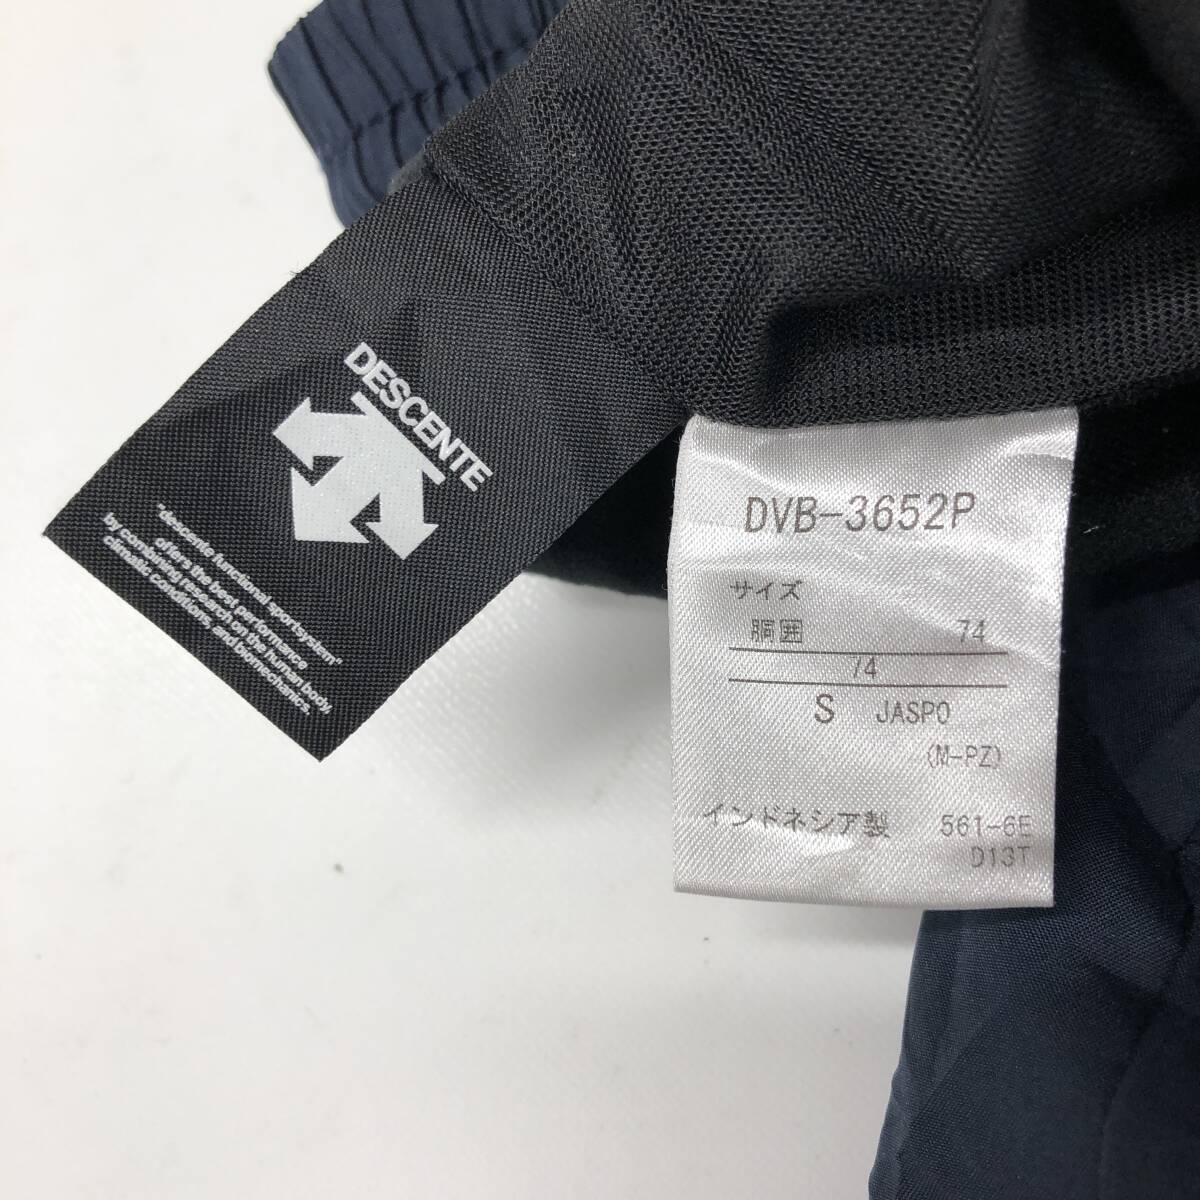 DESCENTE
"descente functional sport system"
offers the best performance
by combining research on the human body,
climatic conditions, and biomechanics.
DVB-3652P
サイズ
胴囲 74
74
S JASPO
(M-PZ)
インドネシア製 561-6E
D13T